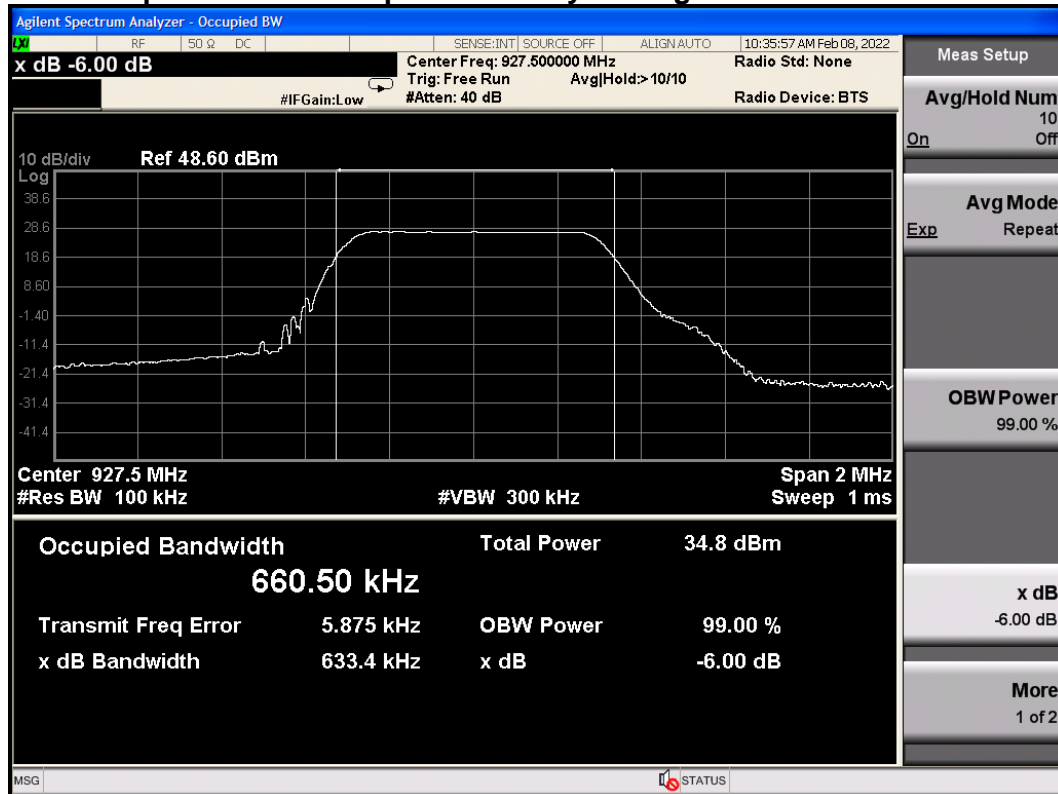 Agilent Spectrum Analyzer - Occupied BW
LXI RF 50 Ω DC SENSE:INT SOURCE OFF ALIGN AUTO 10:35:57 AM Feb 08, 2022
x dB -6.00 dB
Center Freq: 927.500000 MHz Radio Std: None
Trig: Free Run Avg|Hold:> 10/10
#IFGain:Low #Atten: 40 dB Radio Device: BTS
10 dB/div Ref 48.60 dBm
Log
38.6
28.6
18.6
8.60
-1.40
-11.4
-21.4
-31.4
-41.4
Center 927.5 MHz Span 2 MHz
#Res BW 100 kHz #VBW 300 kHz Sweep 1 ms
Occupied Bandwidth Total Power 34.8 dBm
660.50 kHz
Transmit Freq Error 5.875 kHz OBW Power 99.00 %
x dB Bandwidth 633.4 kHz x dB -6.00 dB
Meas Setup
Avg/Hold Num
10
On Off
Avg Mode
Exp Repeat
OBW Power
99.00 %
x dB
-6.00 dB
More
1 of 2
MSG STATUS